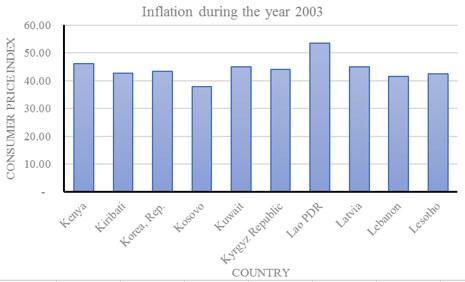 Inflation during the year 2003
CONSUMER PRICE INDEX
60.00
50.00
40.00
30.00
20.00
10.00
-
Kenya
Kiribati
Korea, Rep.
Kosovo
Kuwait
Kyrgyz Republic
Lao PDR
Latvia
Lebanon
Lesotho
COUNTRY